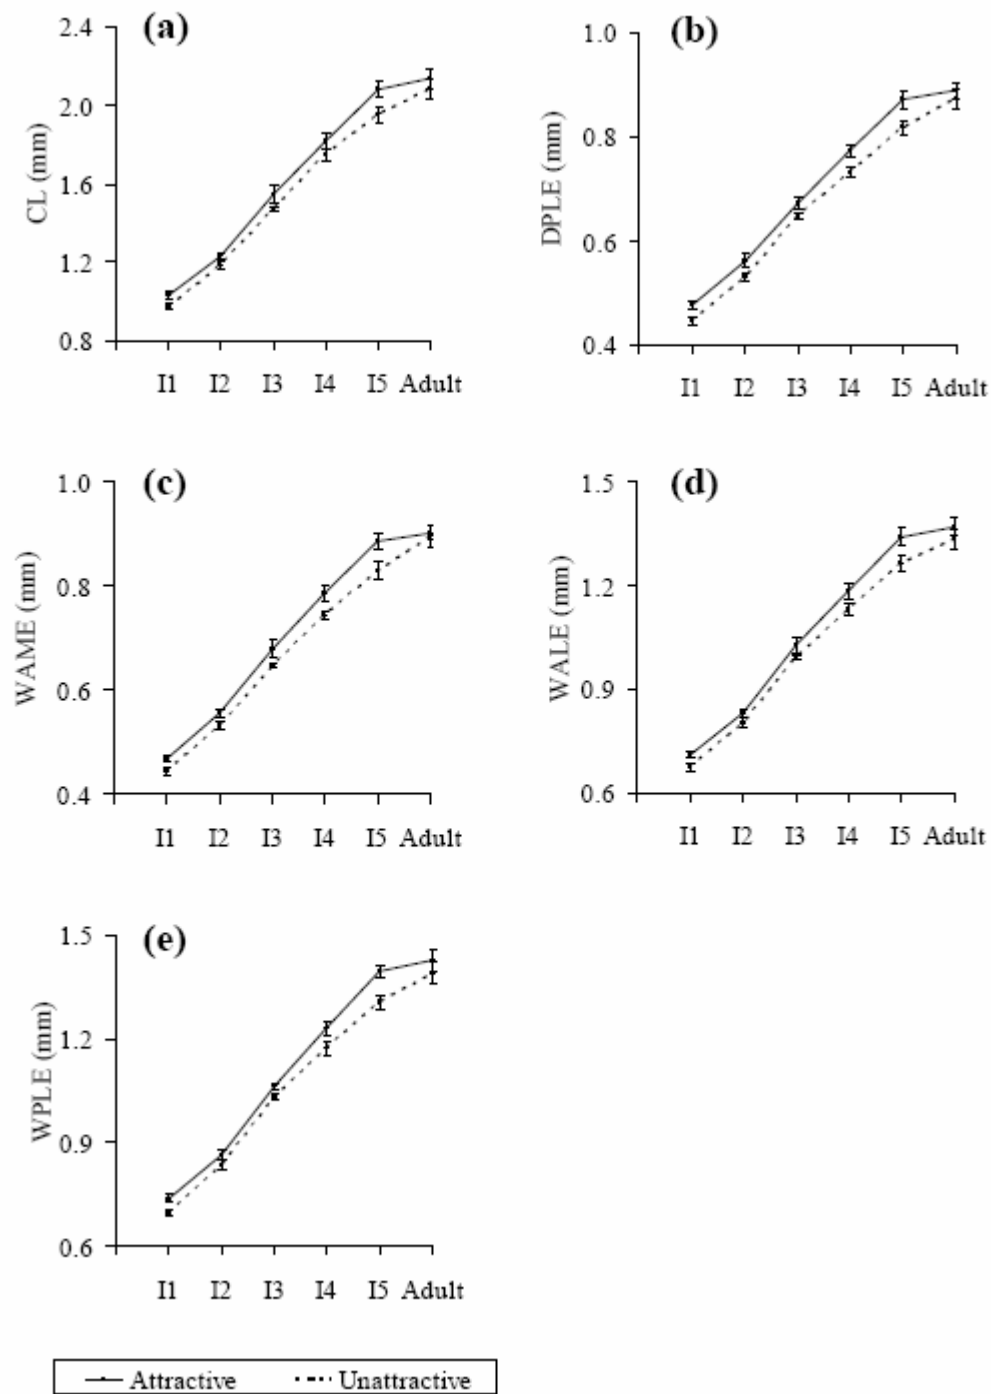 (a)
CL (mm)
2.4
2.0
1.6
1.2
0.8
I1 I2 I3 I4 I5 Adult
(b)
DPLE (mm)
1.0
0.8
0.6
0.4
I1 I2 I3 I4 I5 Adult
(c)
WAME (mm)
1.0
0.8
0.6
0.4
I1 I2 I3 I4 I5 Adult
(d)
WALE (mm)
1.5
1.2
0.9
0.6
I1 I2 I3 I4 I5 Adult
(e)
WPLE (mm)
1.5
1.2
0.9
0.6
I1 I2 I3 I4 I5 Adult
Attractive Unattractive